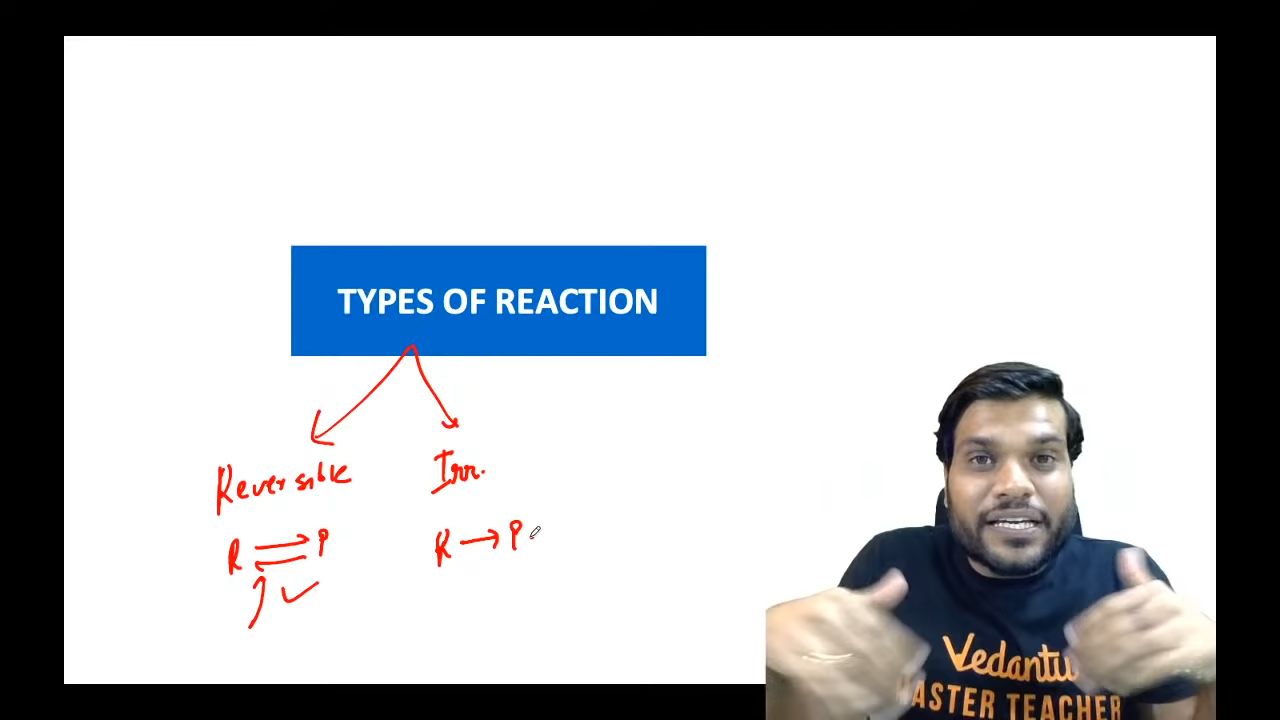 TYPES OF REACTION
Reversible Irr.
R ⇌ P R → P
Vedantu
MASTER TEACHER